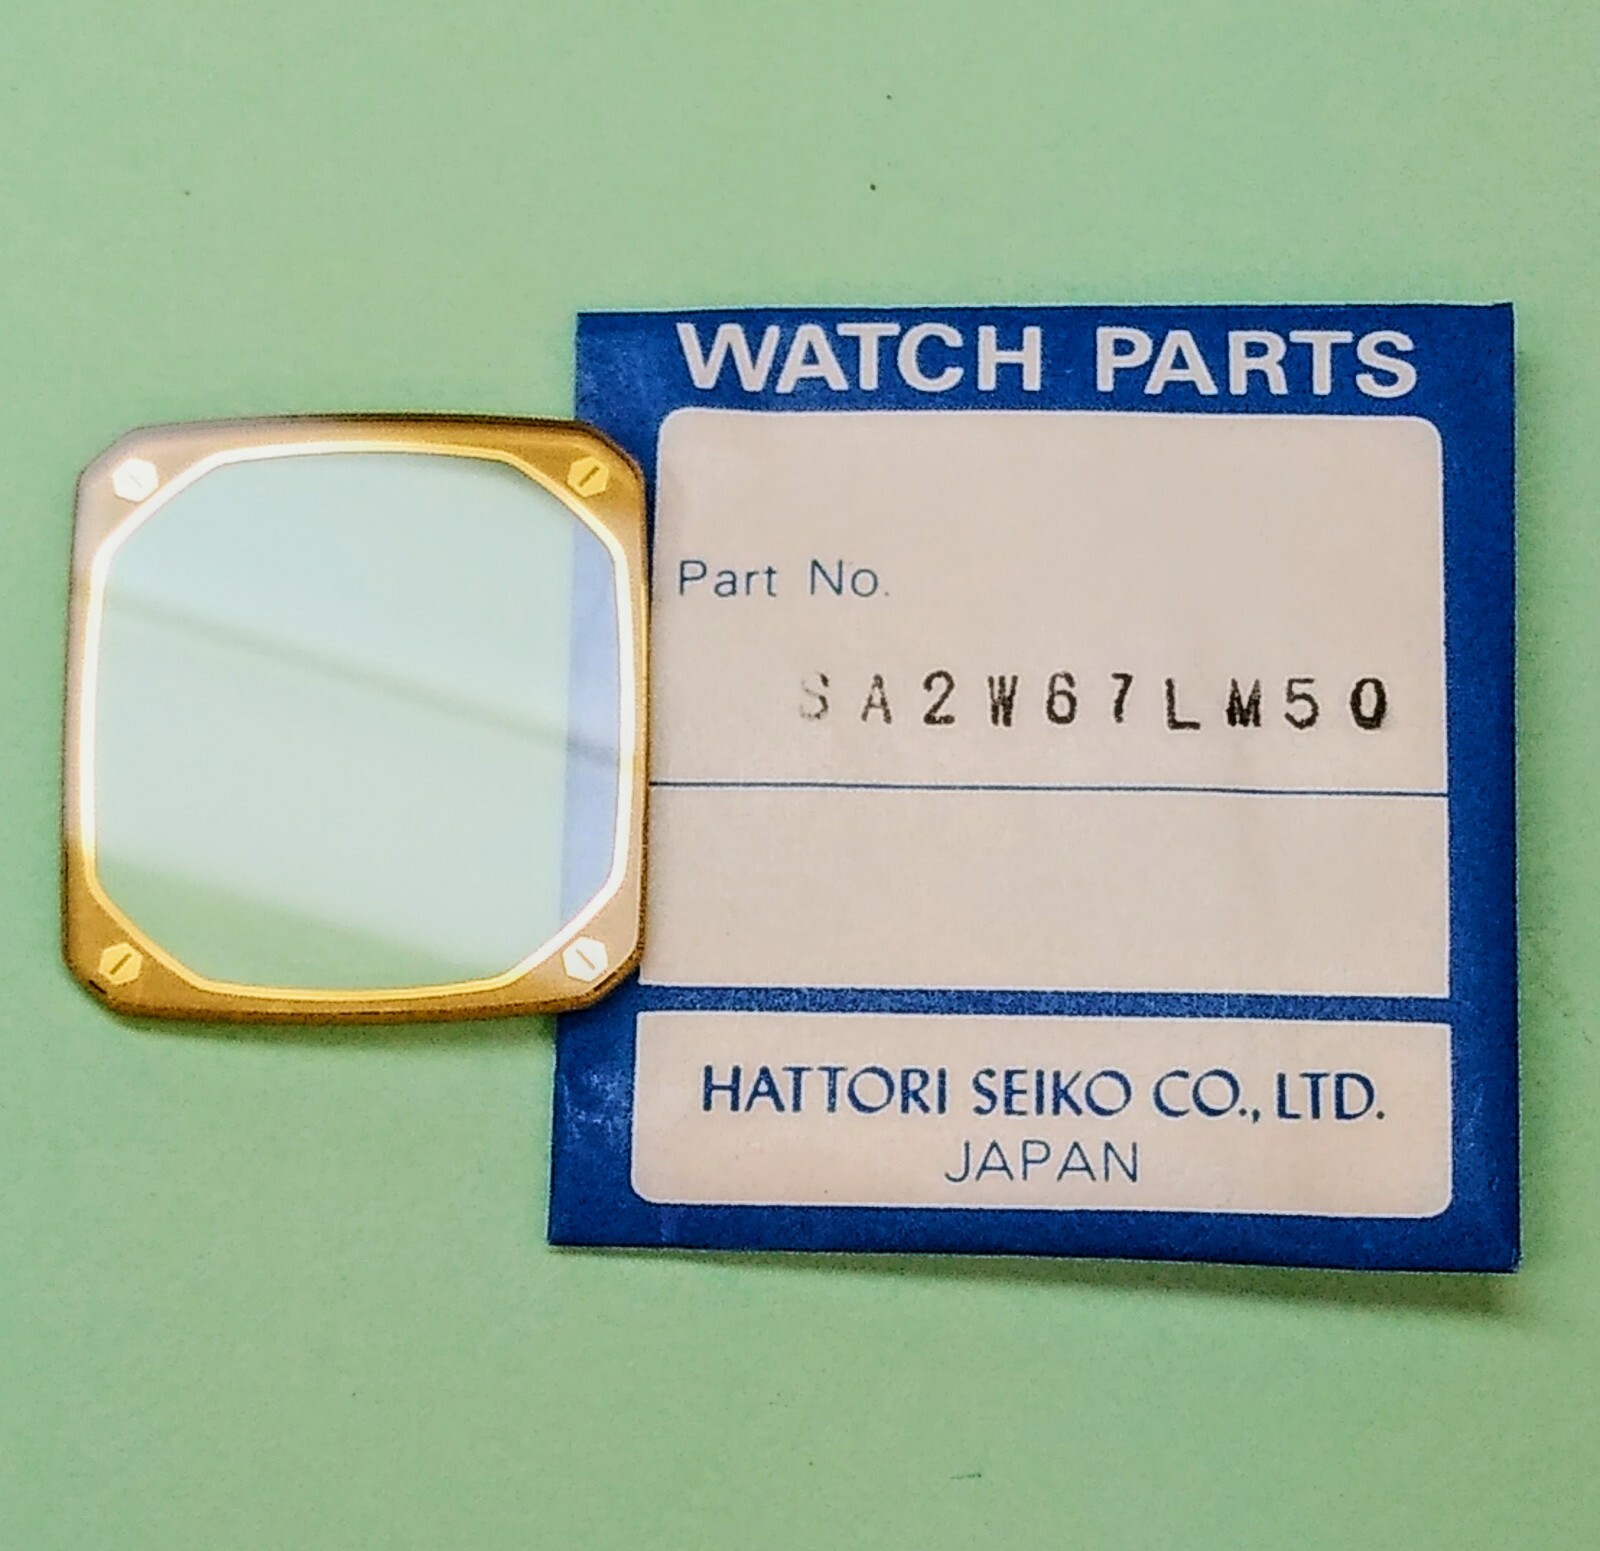 WATCH PARTS
Part No.
SA2W67LM50
HATTORI SEIKO CO., LTD.
JAPAN